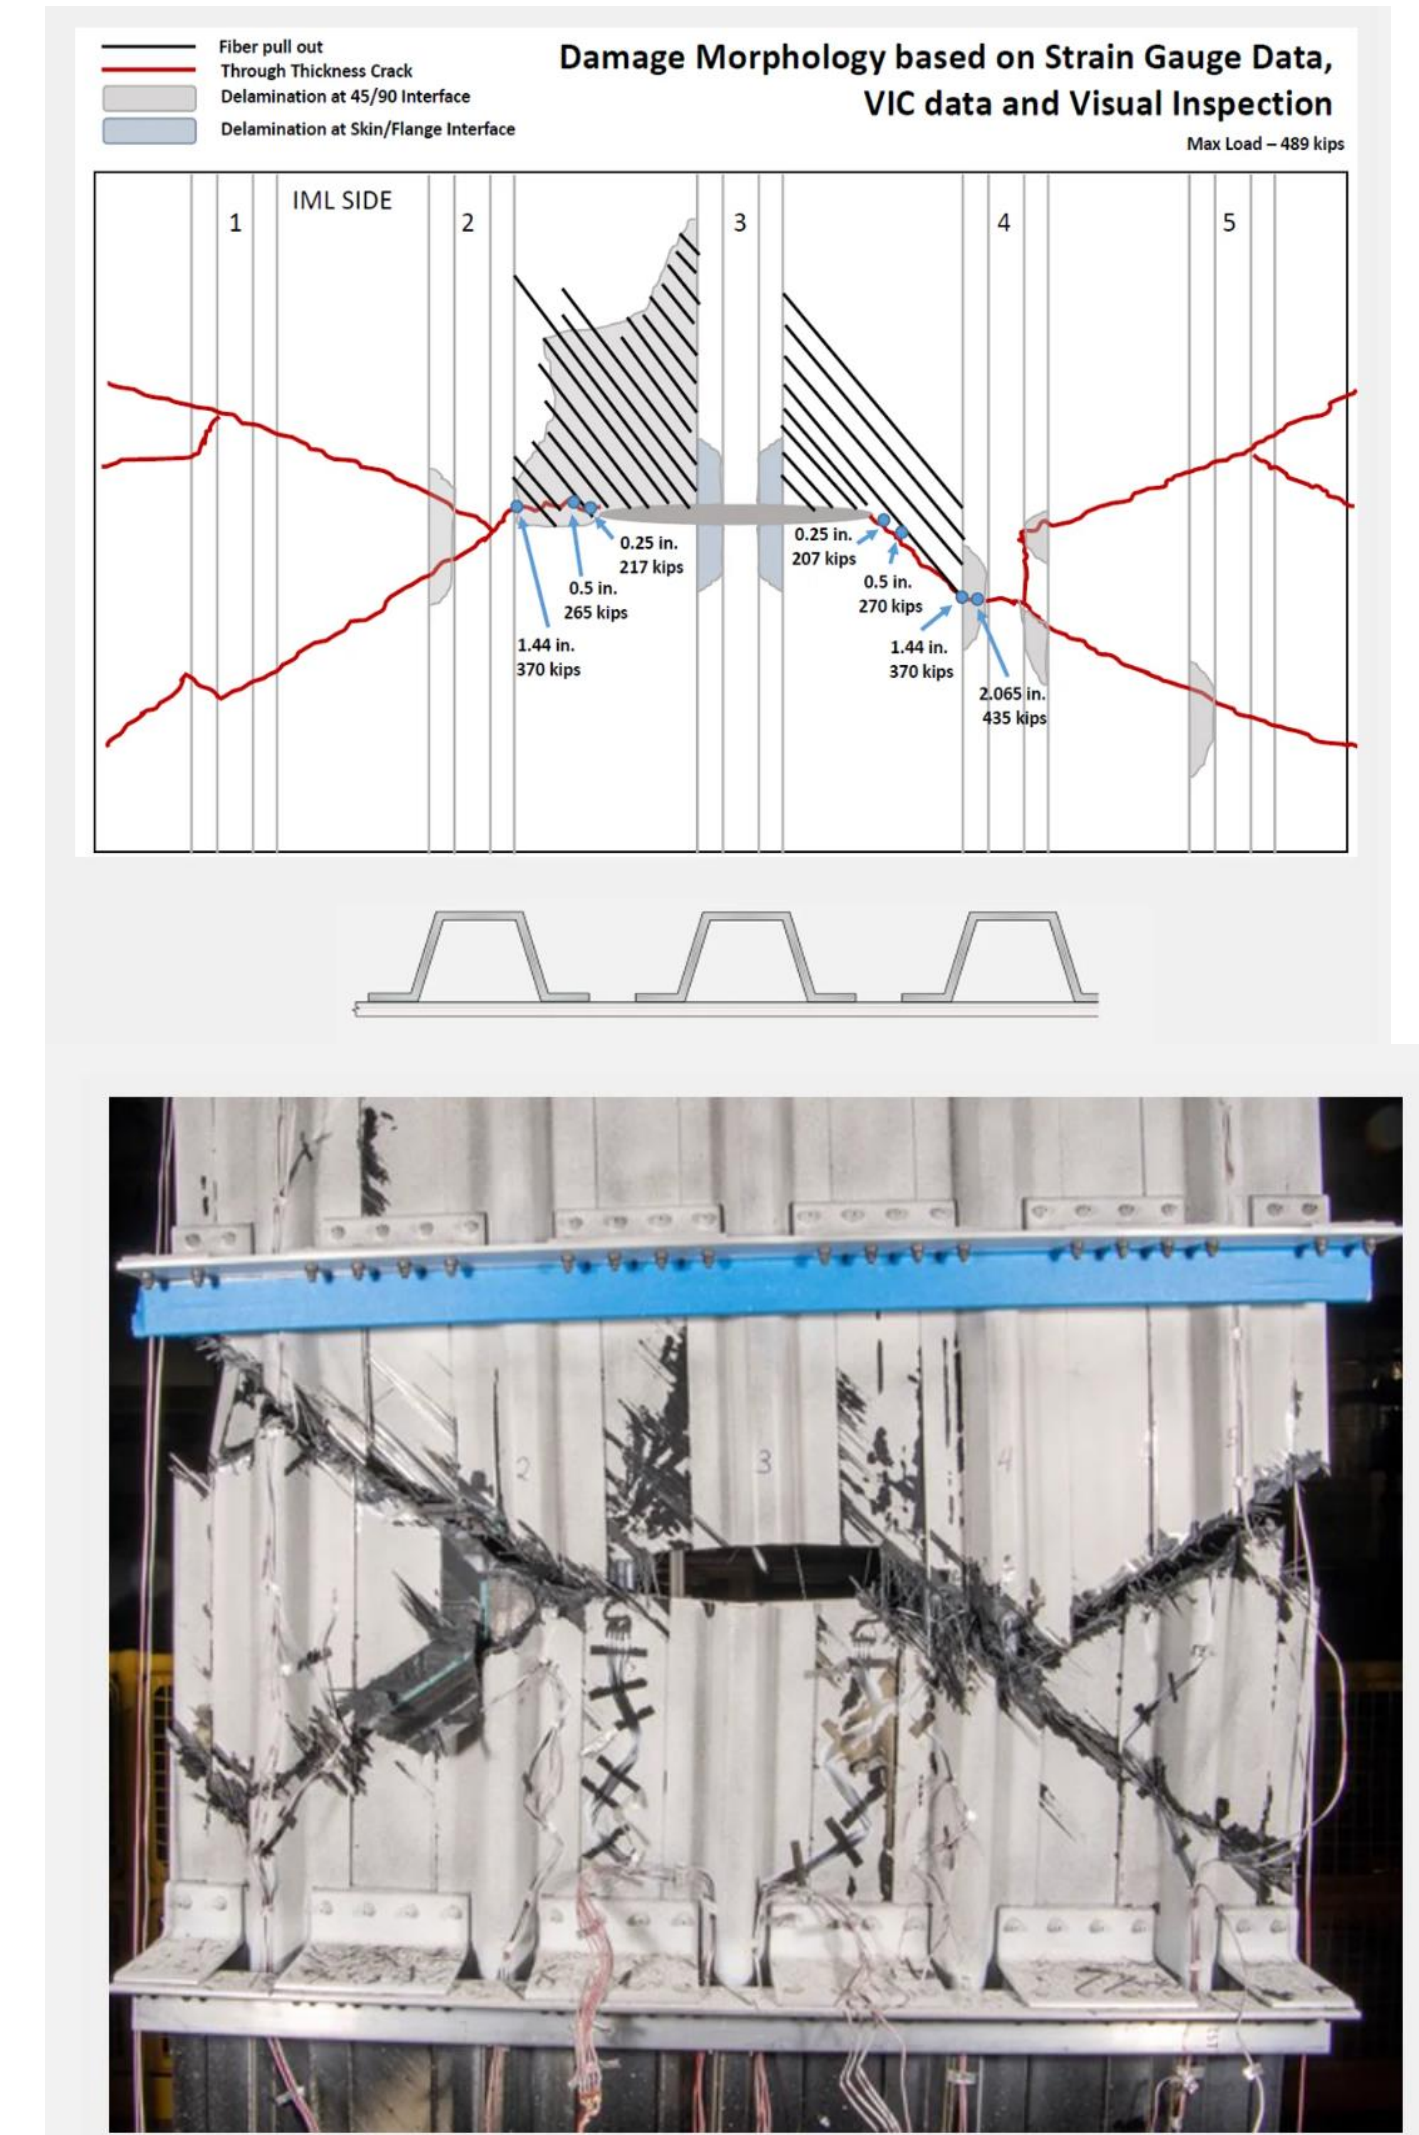 Fiber pull out
Through Thickness Crack
Delamination at 45/90 Interface
Delamination at Skin/Flange Interface
Damage Morphology based on Strain Gauge Data,
VIC data and Visual Inspection
Max Load – 489 kips
IML SIDE
1
2
3
4
5
0.25 in.
217 kips
0.5 in.
265 kips
1.44 in.
370 kips
0.25 in.
207 kips
0.5 in.
270 kips
1.44 in.
370 kips
2.065 in.
435 kips
2
3
4
5